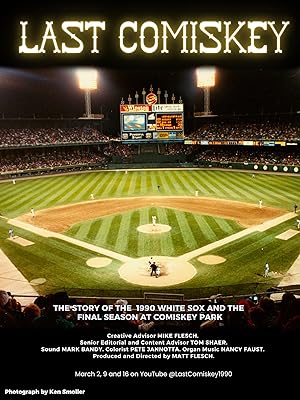 LAST COMISKEY
THE STORY OF THE 1990 WHITE SOX AND THE
FINAL SEASON AT COMISKEY PARK
Creative Advisor MIKE FLESCH.
Senior Editorial and Content Advisor TOM SHAER.
Sound MARK BANDY. Colorist PETE JANNOTTA. Organ Music NANCY FAUST.
Produced and Directed by MATT FLESCH.
March 2, 9 and 16 on YouTube @LastComiskey1990
Photograph by Ken Smoller